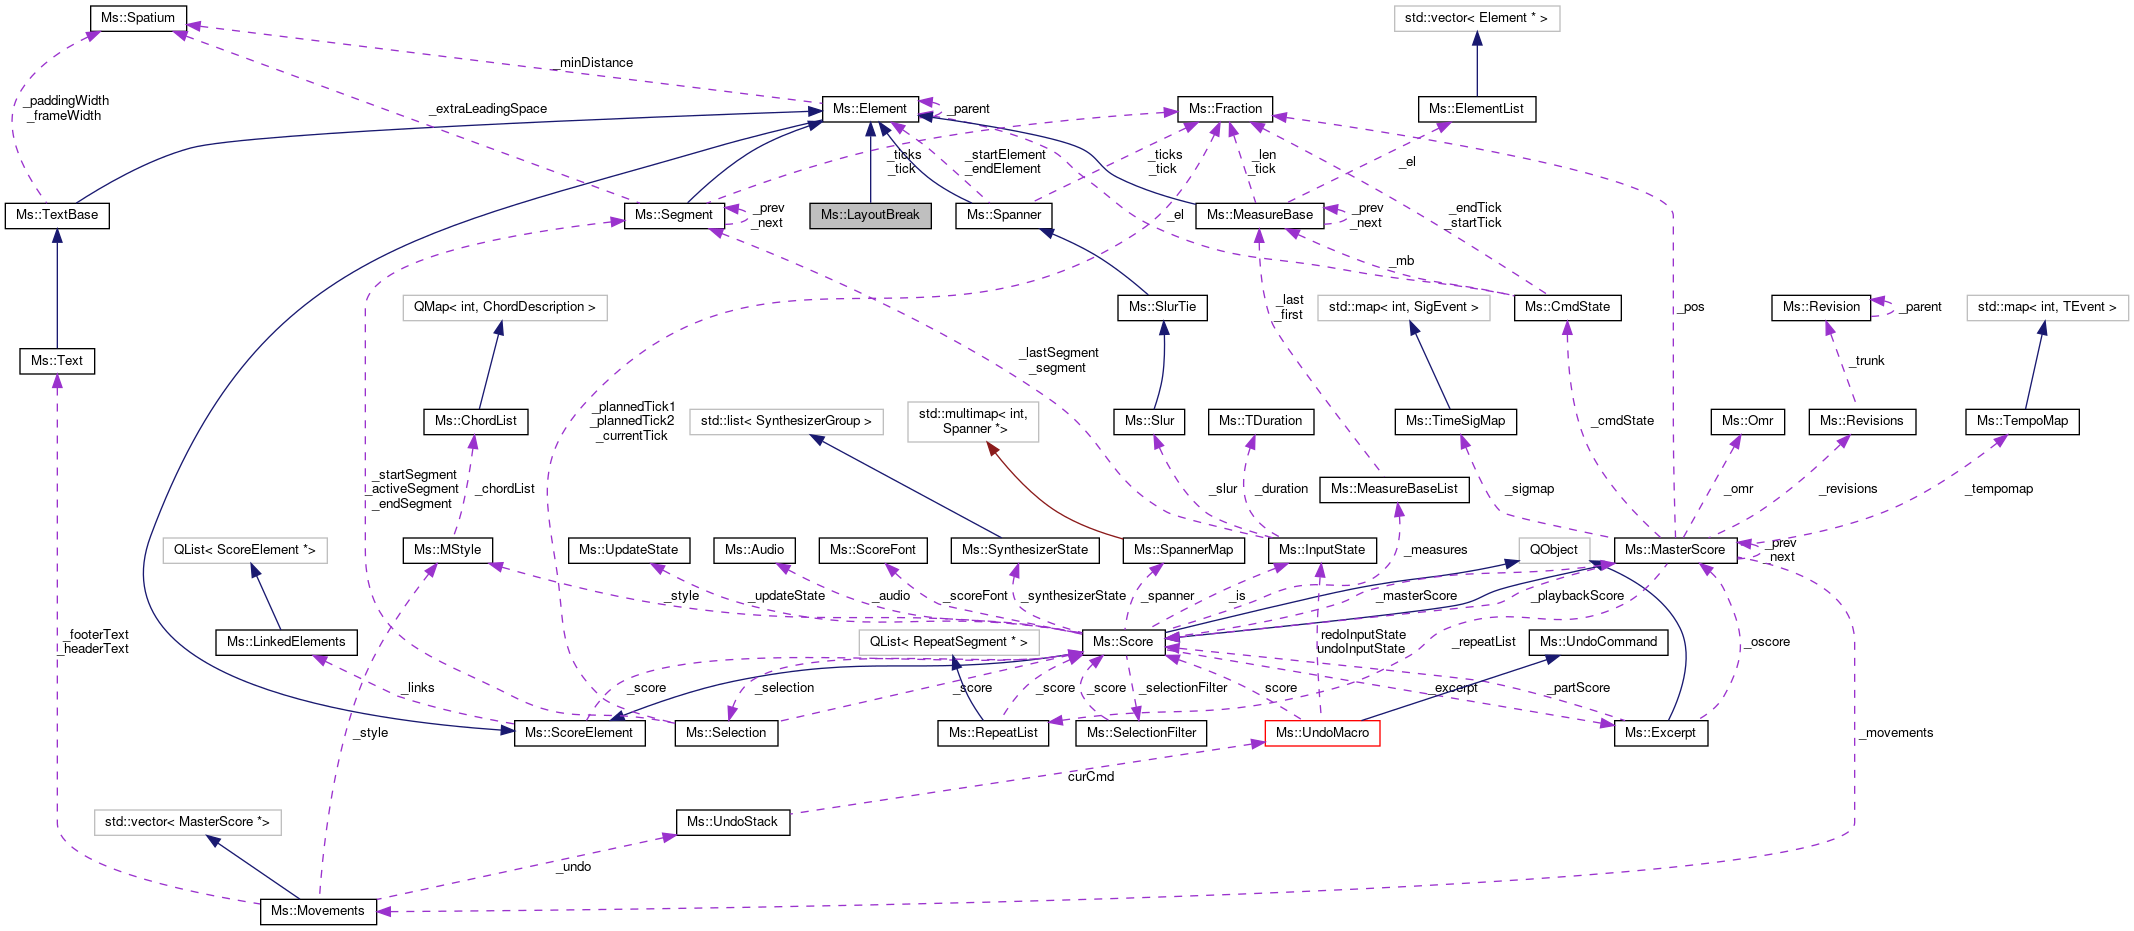 Ms::Spatium
std::vector< Element * >
_minDistance
_paddingWidth
_frameWidth
_extraLeadingSpace
Ms::Element
_parent
Ms::Fraction
Ms::ElementList
_ticks
_tick
_startElement
_endElement
_ticks
_tick
_len
_tick
_el
Ms::TextBase
Ms::Segment
_prev
_next
Ms::LayoutBreak
Ms::Spanner
_el
Ms::MeasureBase
_prev
_next
_endTick
_startTick
_mb
QMap< int, ChordDescription >
Ms::SlurTie
_last
_first
std::map< int, SigEvent >
Ms::CmdState
_pos
Ms::Revision
_parent
std::map< int, TEvent >
Ms::Text
_lastSegment
_segment
_trunk
_plannedTick1
_plannedTick2
_currentTick
Ms::ChordList
std::list< SynthesizerGroup >
std::multimap< int,
Spanner *>
Ms::Slur
Ms::TDuration
Ms::TimeSigMap
_cmdState
Ms::Omr
Ms::Revisions
Ms::TempoMap
_startSegment
_activeSegment
_endSegment
_chordList
_slur
_duration
Ms::MeasureBaseList
_sigmap
_omr
_revisions
_tempomap
QList< ScoreElement *>
Ms::MStyle
Ms::UpdateState
Ms::Audio
Ms::ScoreFont
Ms::SynthesizerState
Ms::SpannerMap
Ms::InputState
_measures
QObject
Ms::MasterScore
_prev
_next
_style
_updateState
_audio
_scoreFont
_synthesizerState
_spanner
_is
_masterScore
_playbackScore
_footerText
_headerText
Ms::LinkedElements
QList< RepeatSegment * >
Ms::Score
redoInputState
undoInputState
_repeatList
Ms::UndoCommand
_oscore
_links
_score
_selection
_score
_score
_score
_selectionFilter
score
_excerpt
_partScore
_style
Ms::ScoreElement
Ms::Selection
Ms::RepeatList
Ms::SelectionFilter
Ms::UndoMacro
Ms::Excerpt
_movements
curCmd
std::vector< MasterScore *>
Ms::UndoStack
_undo
Ms::Movements